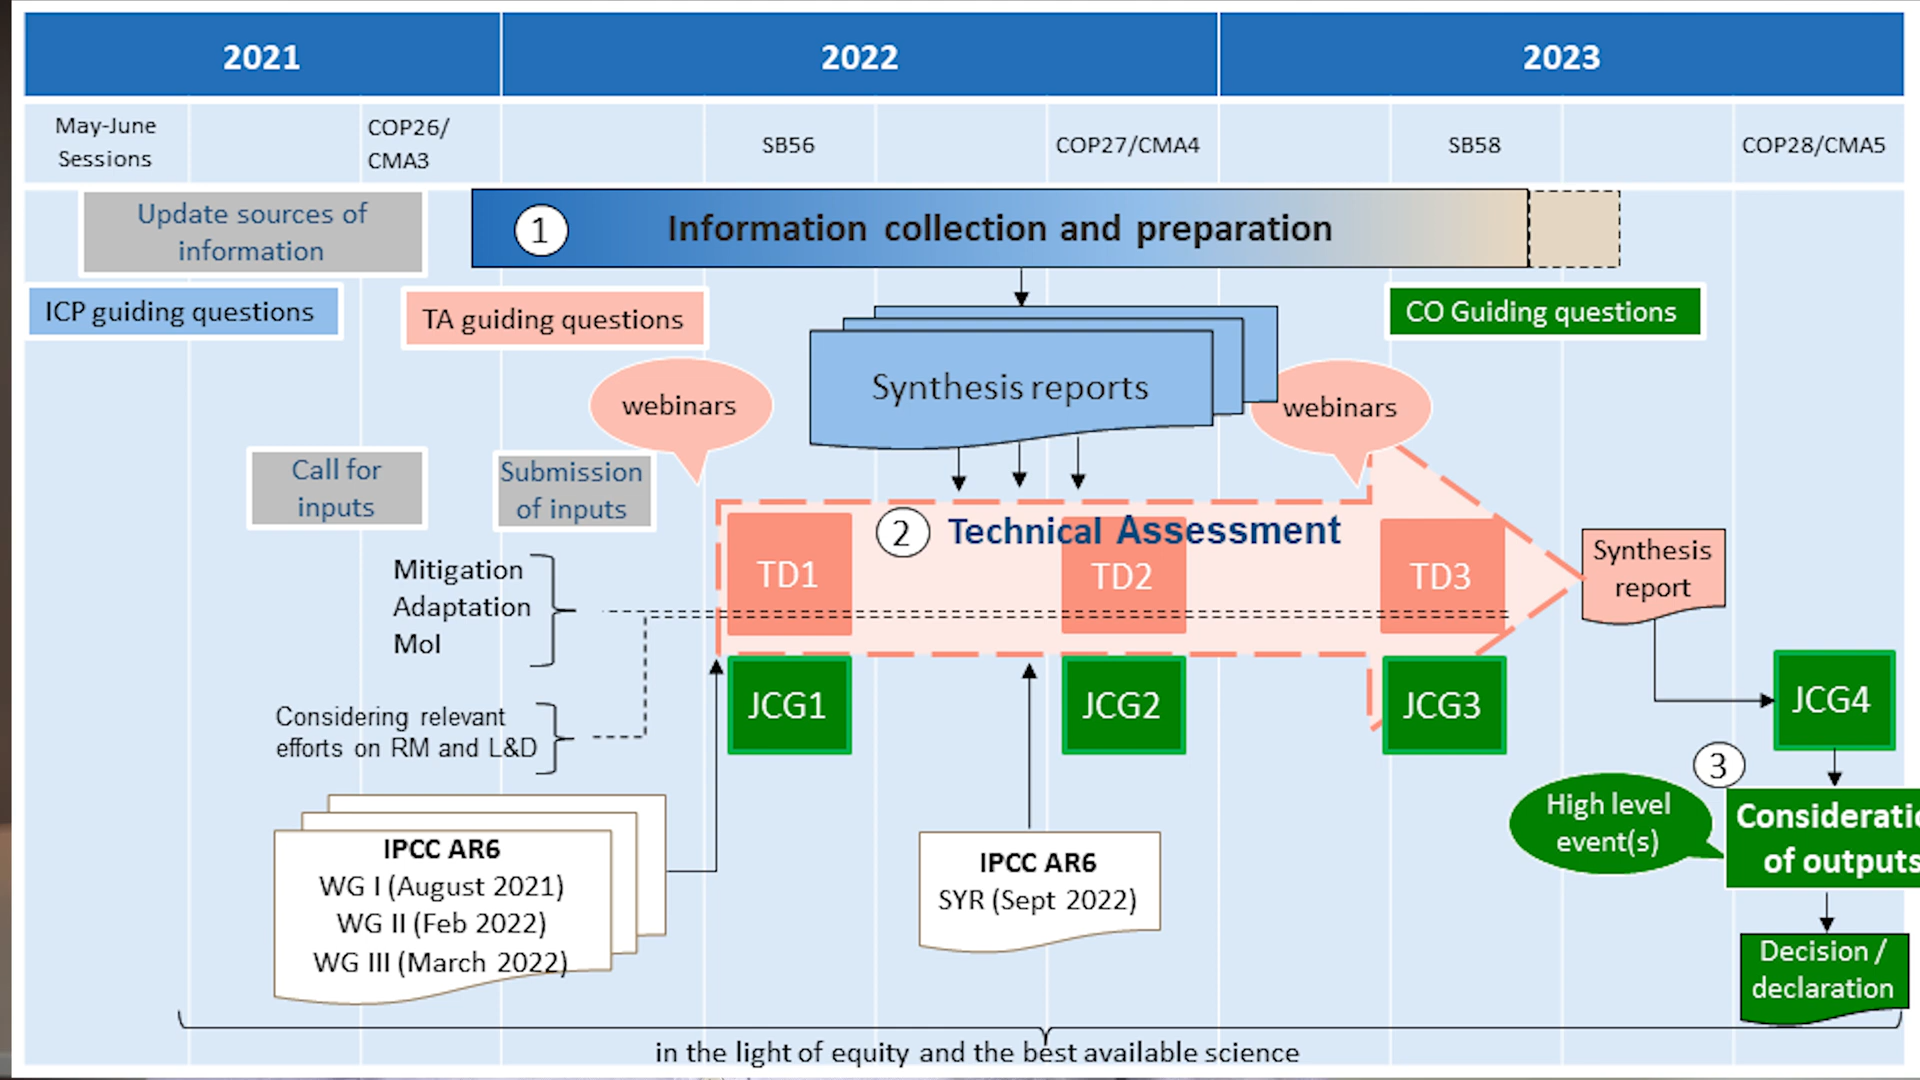 2021
2022
2023
May-June
Sessions
COP26/
CMA3
SB56
COP27/CMA4
SB58
COP28/CMA5
Update sources of
information
1
Information collection and preparation
ICP guiding questions
TA guiding questions
CO Guiding questions
webinars
Synthesis reports
webinars
Call for
inputs
Submission
of inputs
2
Technical Assessment
TD1
TD2
TD3
Synthesis
report
Mitigation
Adaptation
MoI
JCG1
JCG2
JCG3
JCG4
Considering relevant
efforts on RM and L&D
3
High level
event(s)
Consideratio
of outputs
IPCC AR6
WG I (August 2021)
WG II (Feb 2022)
WG III (March 2022)
IPCC AR6
SYR (Sept 2022)
Decision /
declaration
in the light of equity and the best available science